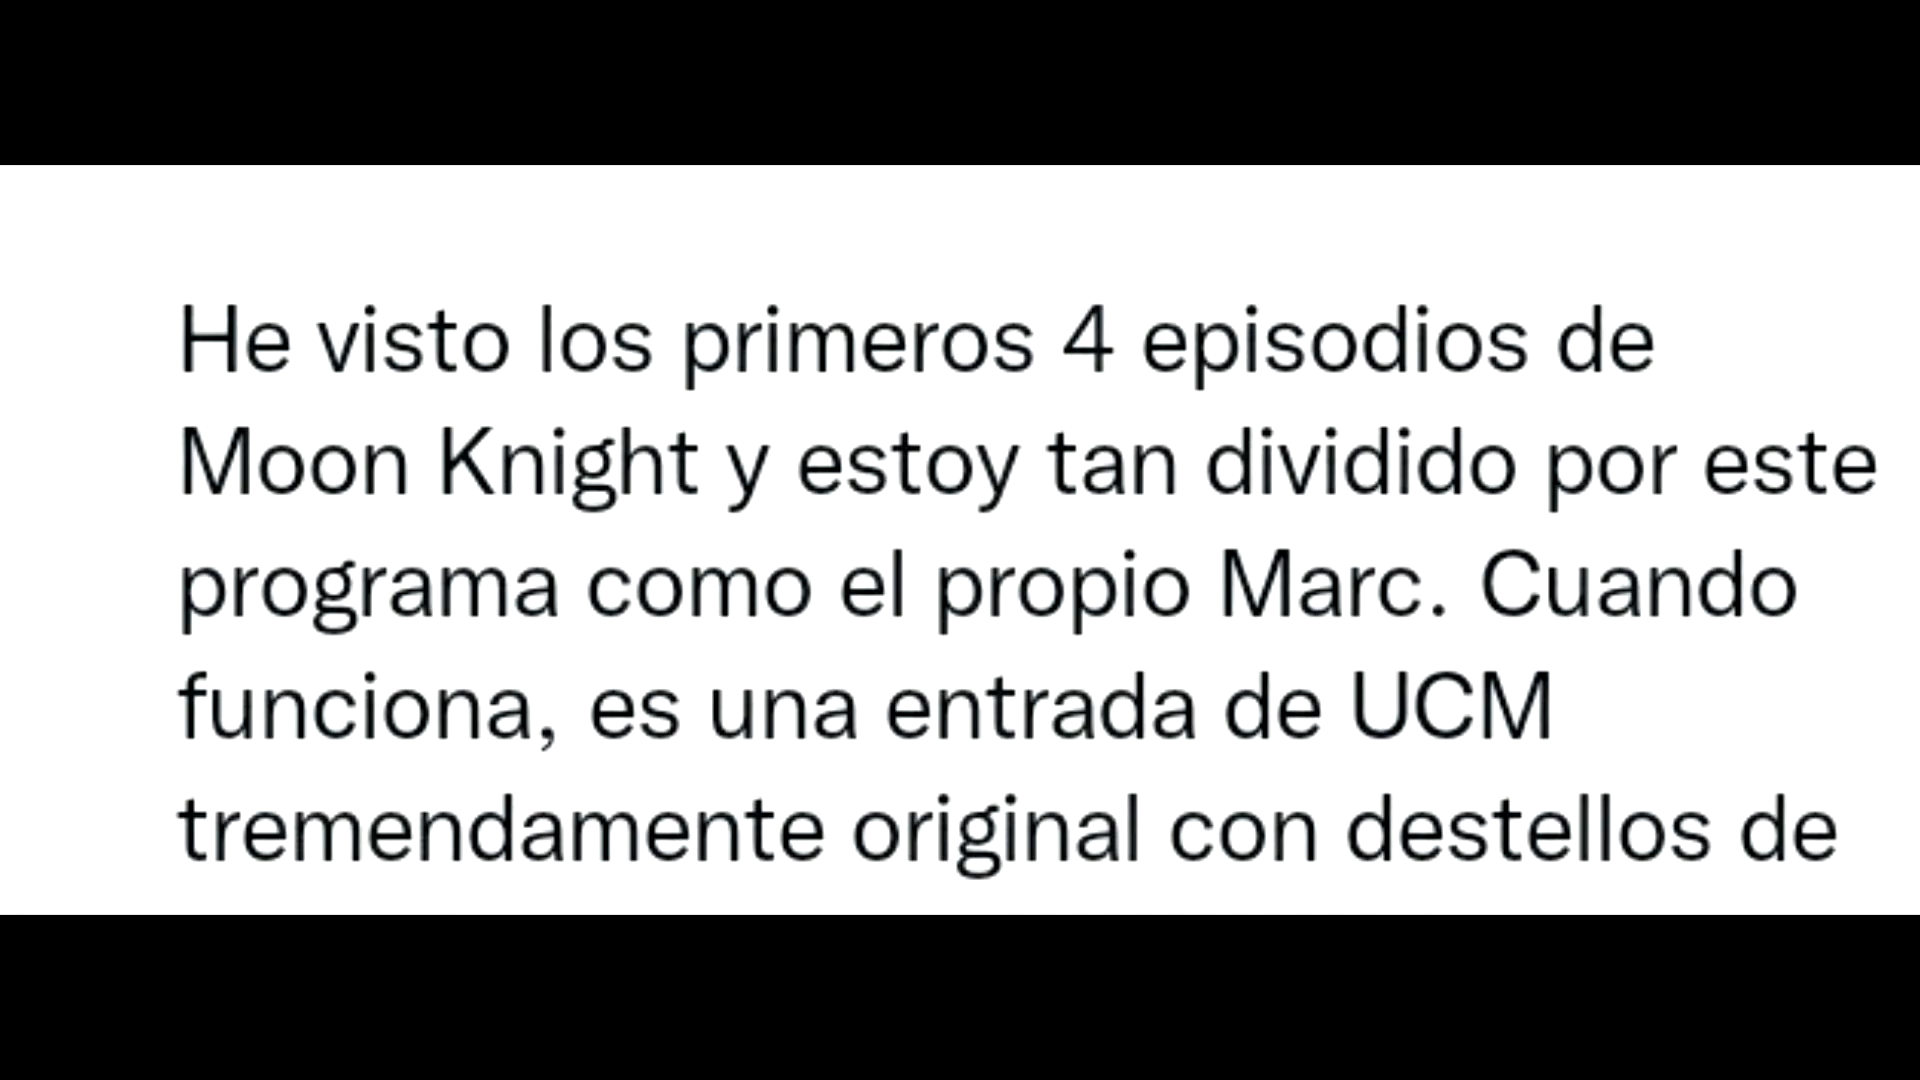 He visto los primeros 4 episodios de
Moon Knight y estoy tan dividido por este
programa como el propio Marc. Cuando
funciona, es una entrada de UCM
tremendamente original con destellos de